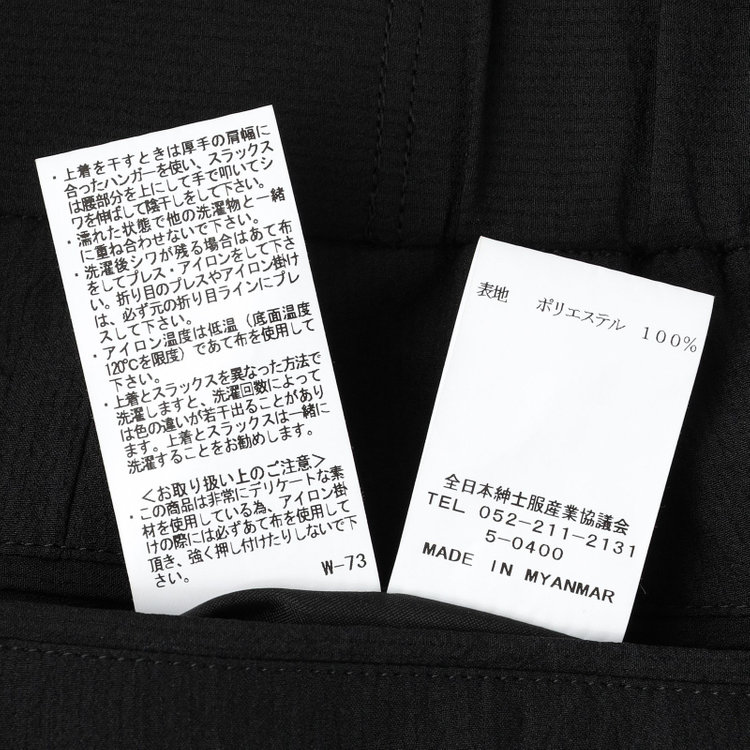 ・上着を干すときは厚手の肩幅に
合ったハンガーを使い、スラックス
は腰部分を上にして手で叩いてシ
ワを伸ばして陰干しをして下さい。
・濡れた状態で他の洗濯物と一緒
に重ね合わせないで下さい。
・洗濯後シワが残る場合はあて布
をしてプレス・アイロンをして下さ
い。折り目のプレスやアイロン掛け
は、必ず元の折り目ラインにプレ
スして下さい。
・アイロン温度は低温（底面温度
120℃を限度）であて布を使用して
下さい。
・上着とスラックスを異なった方法で
洗濯しますと、洗濯回数によって
は色の違いが若干出ることがあり
ます。上着とスラックスは一緒に
洗濯することをお勧めします。
＜お取り扱い上のご注意＞
・この商品は非常にデリケートな素
材を使用している為、アイロン掛
けの際には必ずあて布を使用して
頂き、強く押し付けたりしないで下
さい。
W-73
表地 ポリエステル 100%
全日本紳士服産業協議会
TEL 052-211-2131
5-0400
MADE IN MYANMAR